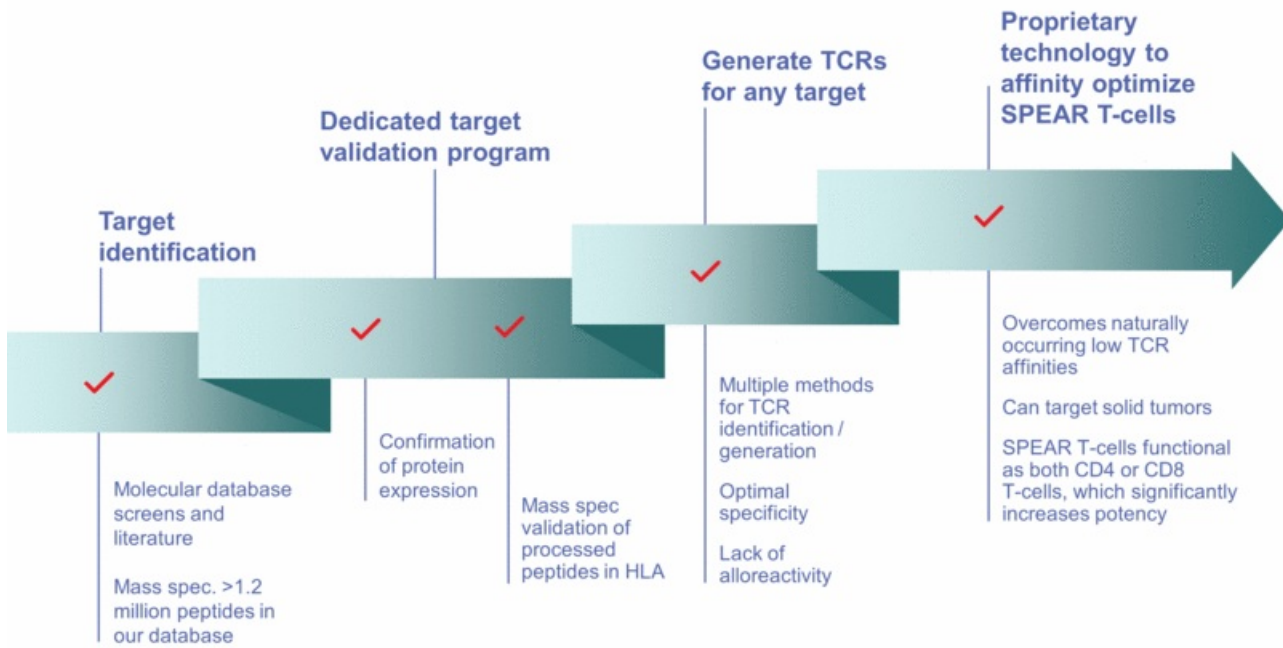 Target
identification
Molecular database
screens and
literature
Mass spec. >1.2
million peptides in
our database
Dedicated target
validation program
Confirmation
of protein
expression
Mass spec
validation of
processed
peptides in HLA
Generate TCRs
for any target
Multiple methods
for TCR
identification /
generation
Optimal
specificity
Lack of
alloreactivity
Proprietary
technology to
affinity optimize
SPEAR T-cells
Overcomes naturally
occurring low TCR
affinities
Can target solid tumors
SPEAR T-cells functional
as both CD4 or CD8
T-cells, which significantly
increases potency